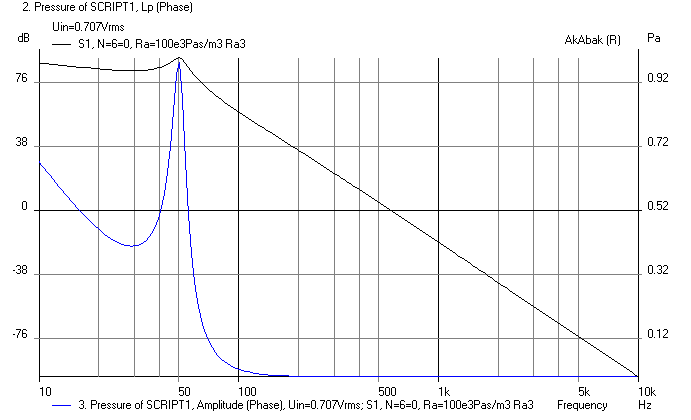 2. Pressure of SCRIPT1, Lp (Phase)
Uin=0.707Vrms
dB S1, N=6=0, Ra=100e3Pas/m3 Ra3 AkAbak (R) Pa
76 0.92
38 0.72
0 0.52
-38 0.32
-76 0.12
10 50 100 500 1k 5k 10k
3. Pressure of SCRIPT1, Amplitude (Phase), Uin=0.707Vrms; S1, N=6=0, Ra=100e3Pas/m3 Ra3 Frequency Hz